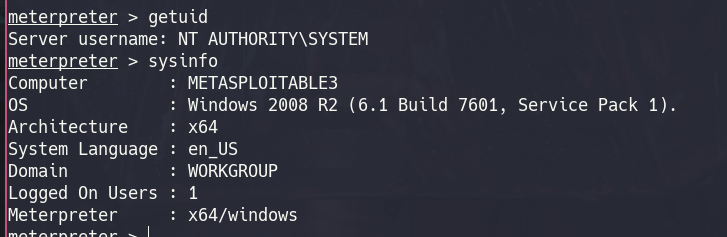 meterpreter > getuid
Server username: NT AUTHORITY\SYSTEM
meterpreter > sysinfo
Computer        : METASPLOITABLE3
OS              : Windows 2008 R2 (6.1 Build 7601, Service Pack 1).
Architecture    : x64
System Language : en_US
Domain          : WORKGROUP
Logged On Users : 1
Meterpreter     : x64/windows
meterpreter >